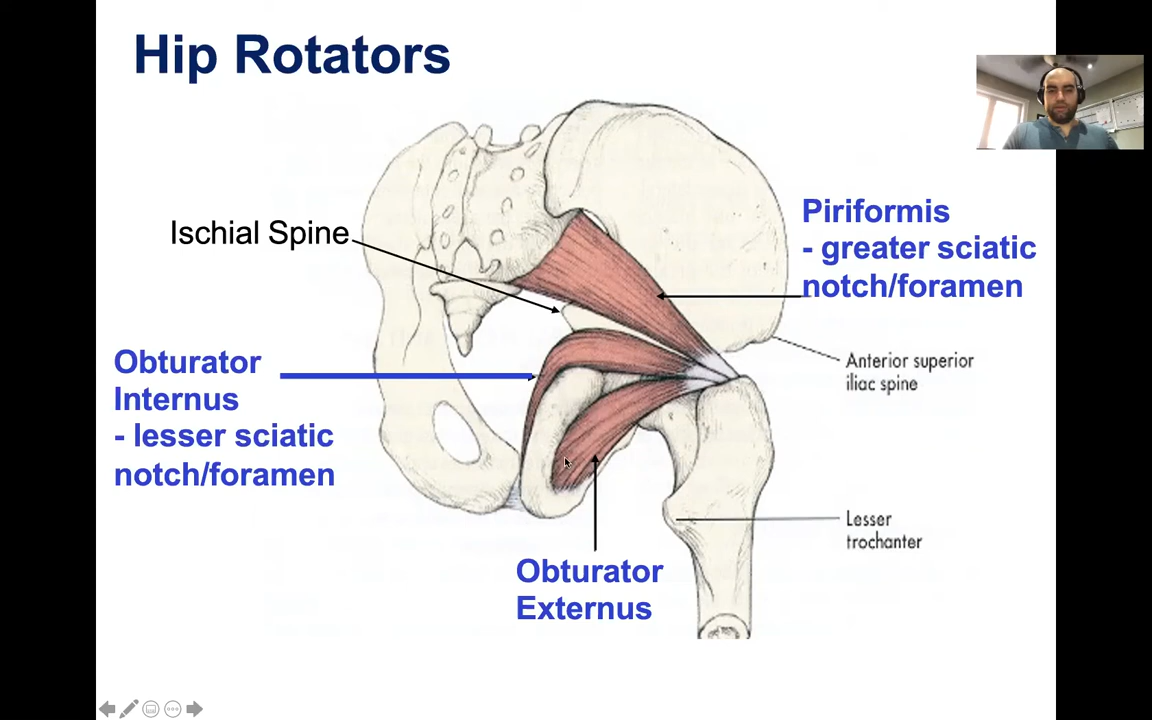 Hip Rotators
Ischial Spine
Piriformis
- greater sciatic
notch/foramen
Obturator
Internus
- lesser sciatic
notch/foramen
Anterior superior
iliac spine
Lesser
trochanter
Obturator
Externus